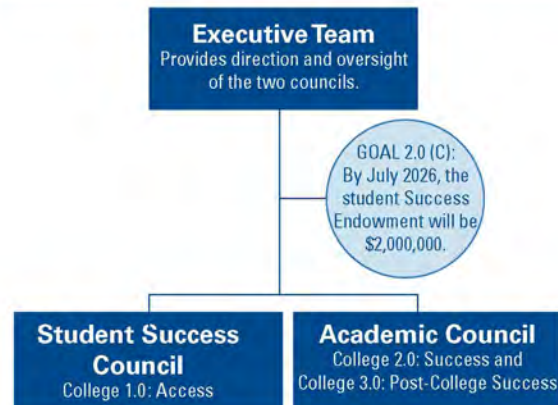 Executive Team
Provides direction and oversight
of the two councils.
GOAL 2.0 (C):
By July 2026, the
student Success
Endowment will be
$2,000,000.
Student Success
Council
College 1.0: Access
Academic Council
College 2.0: Success and
College 3.0: Post-College Success